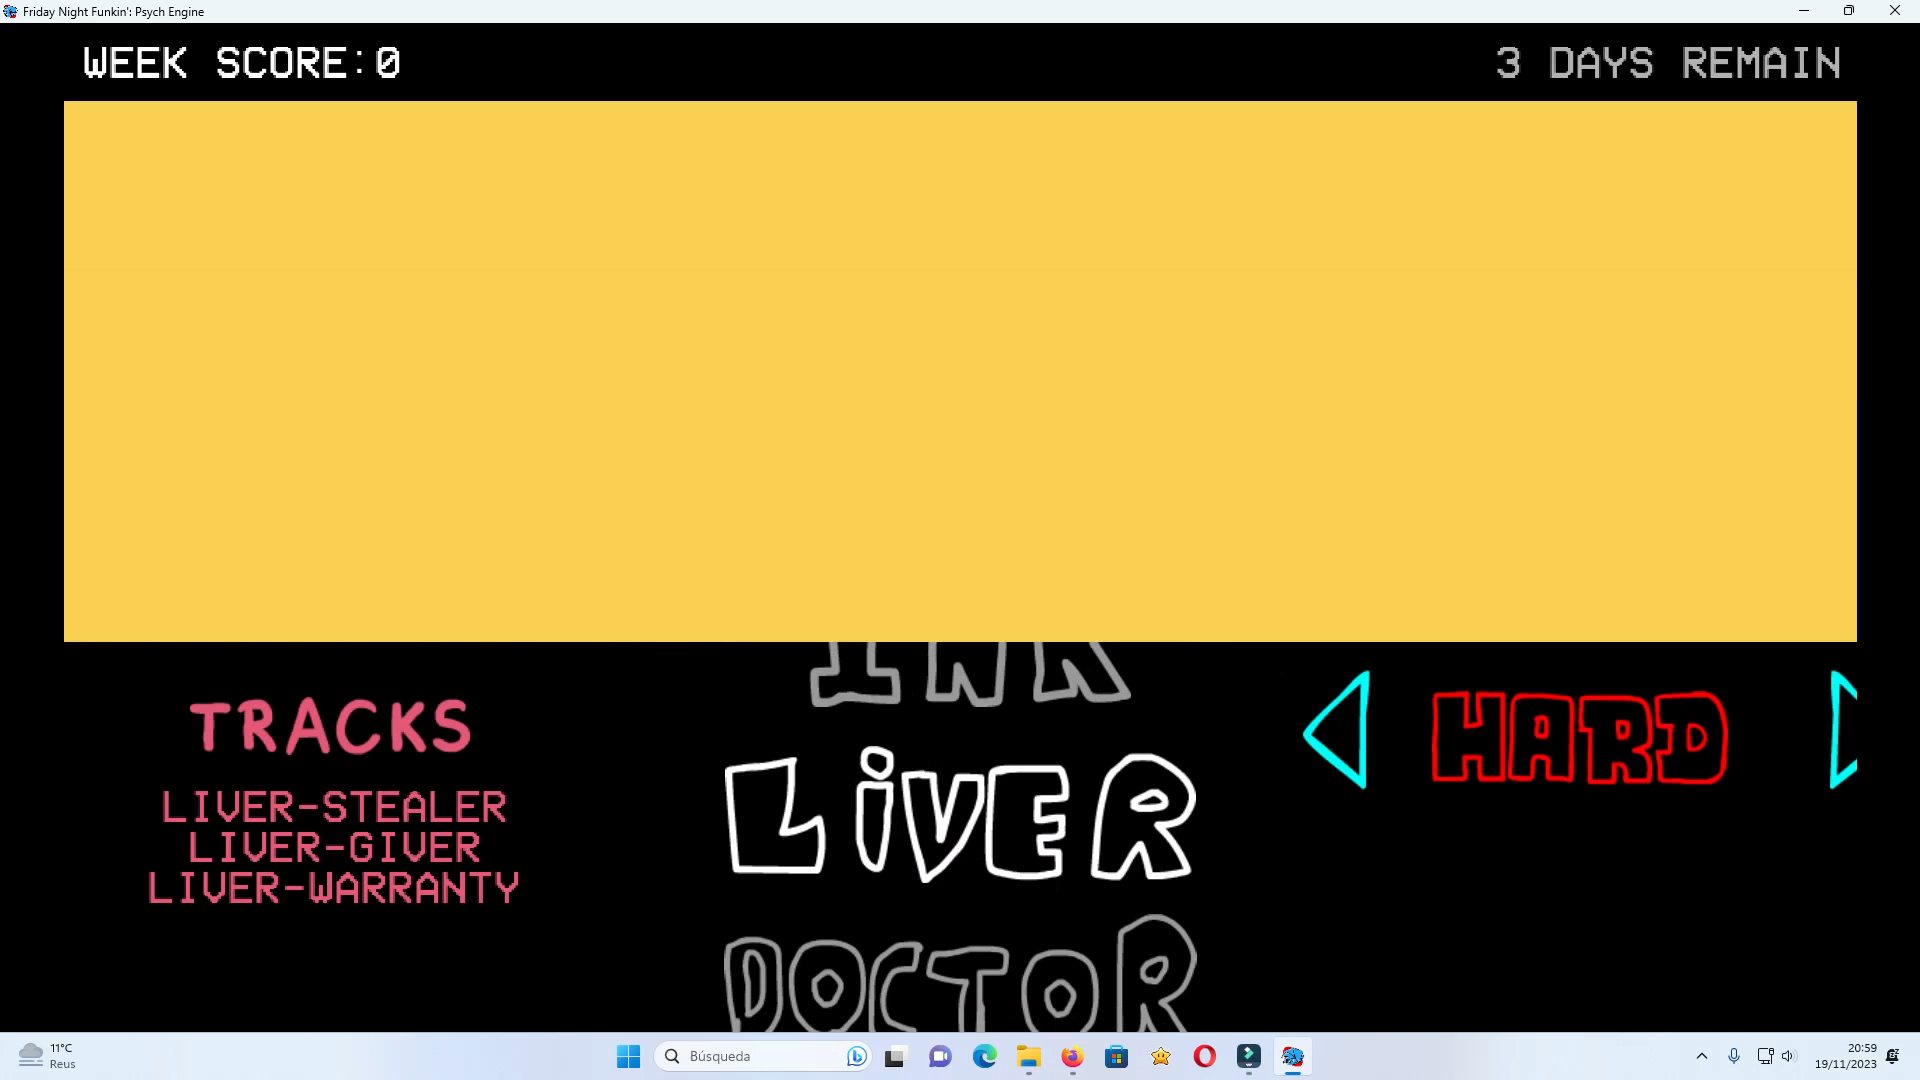 Friday Night Funkin': Psych Engine
WEEK SCORE:0
3 DAYS REMAIN
INK
TRACKS
HARD
LIVER-STEALER
LIVER-GIVER
LIVER-WARRANTY
LiVER
DOCTOR
11°C
Reus
Búsqueda
20:59
19/11/2023